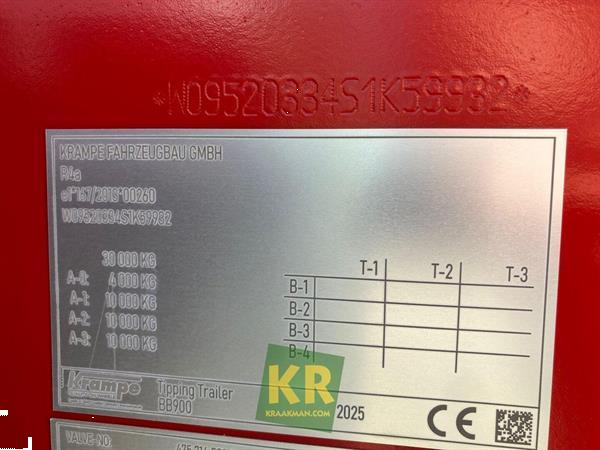 *W09520334S1K59932*
KRAMPE FAHRZEUGBAU GMBH
R4a
e1*167/2013*00260
W09520334S1K59932
30 000 KG
A-0: 4 000 KG
A-1: 10 000 KG
A-2: 10 000 KG
A-3: 10 000 KG
T-1 T-2 T-3
B-1
B-2
B-3
B-4
Krampe
Tipping Trailer
BB900
KR
KRAAKMAN.COM
2025
CE
VALVE-NO: